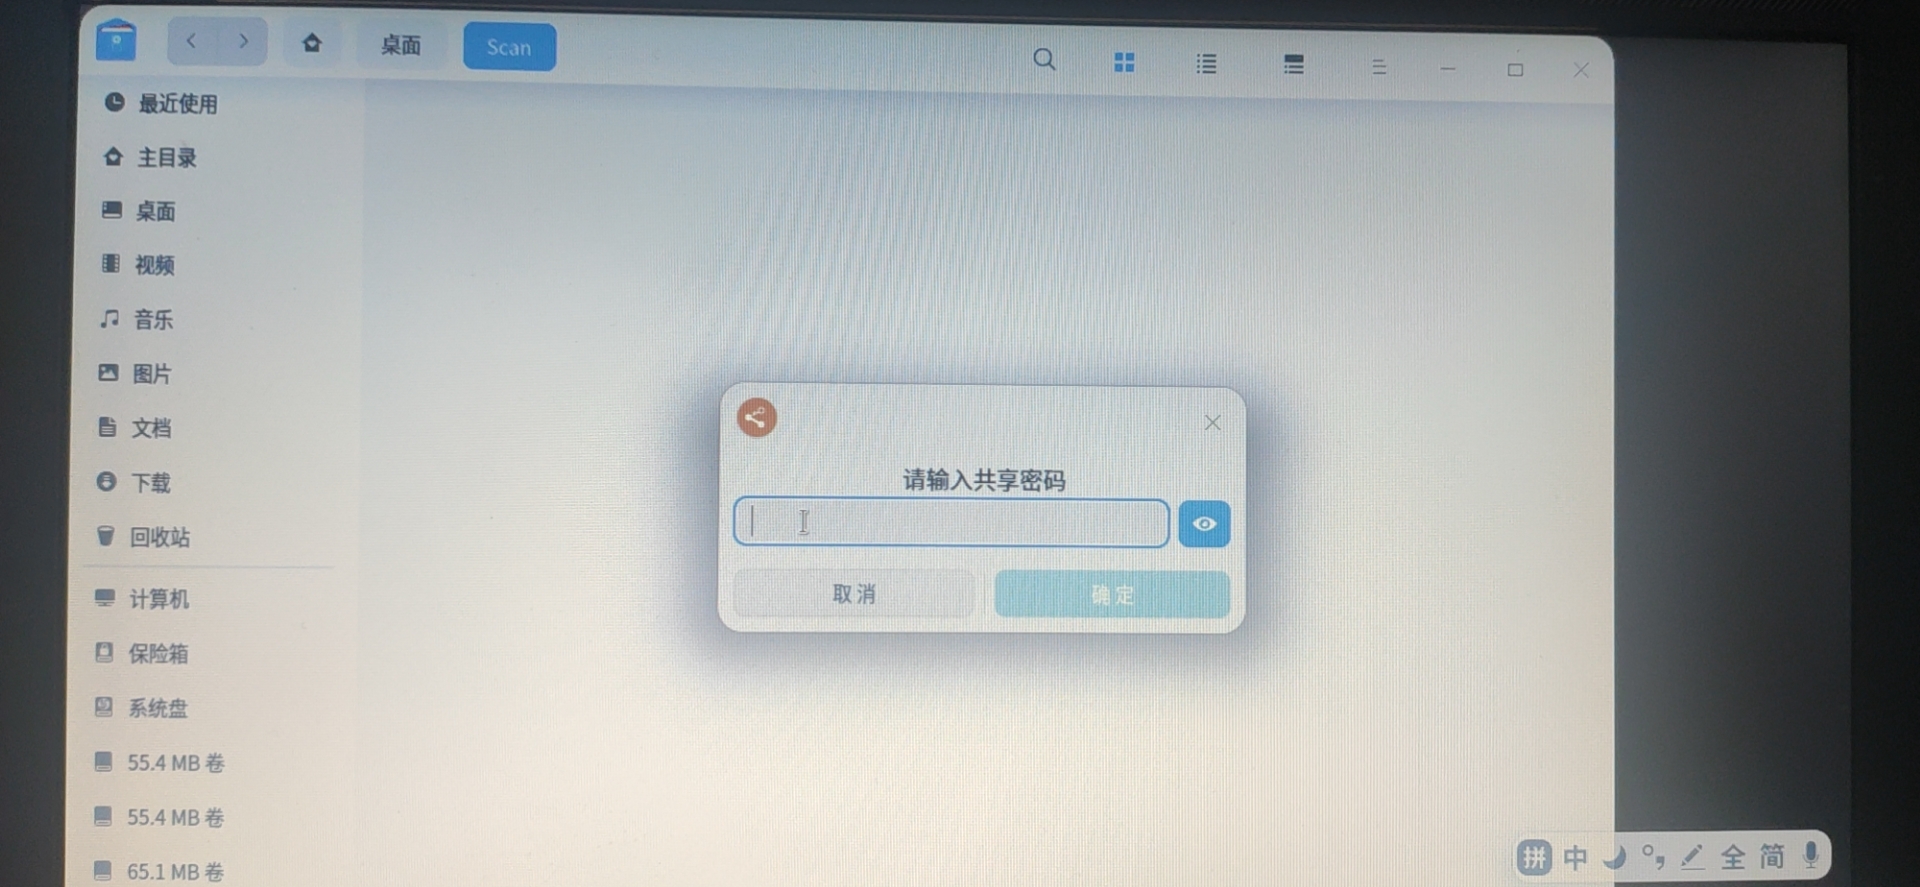 桌面
Scan
最近使用
主目录
桌面
视频
音乐
图片
文档
下载
回收站
计算机
保险箱
系统盘
55.4 MB 卷
55.4 MB 卷
65.1 MB 卷
请输入共享密码
取消
确定
拼 中 全 简